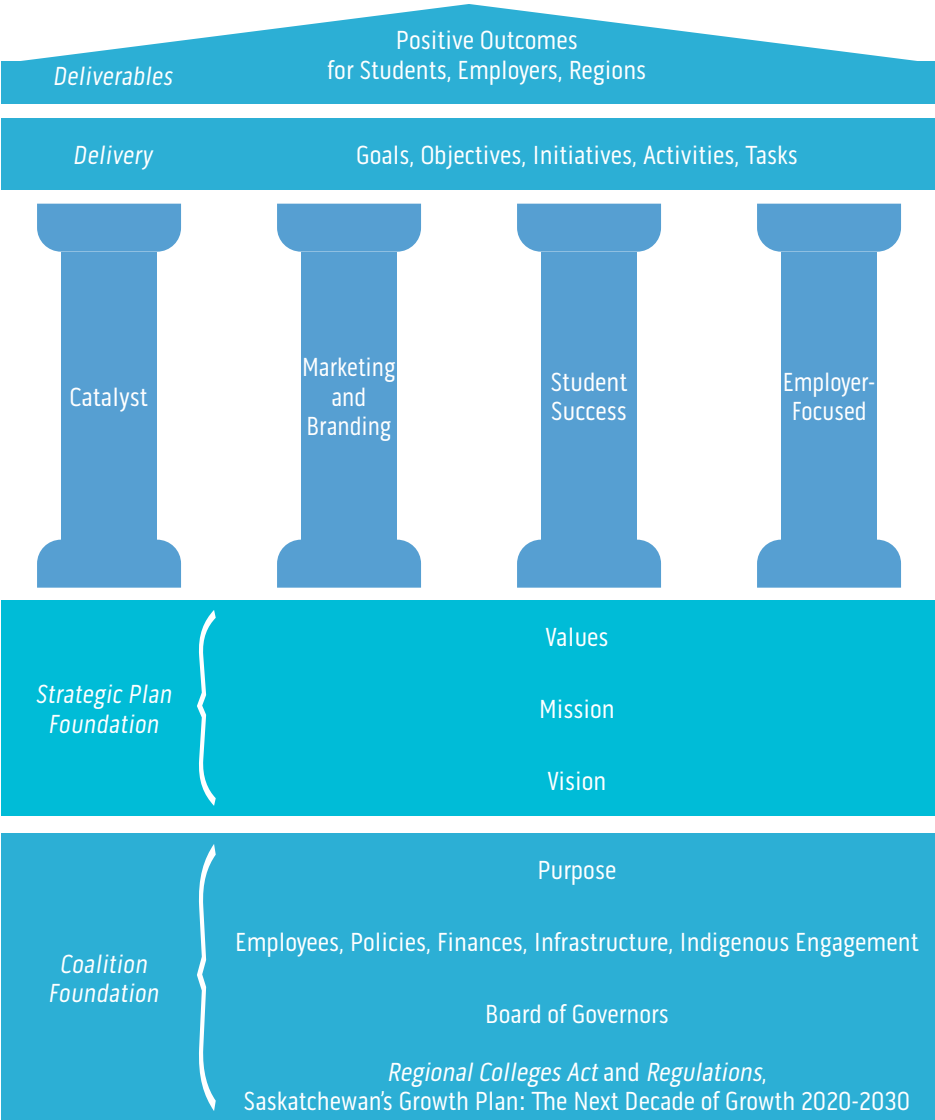 Positive Outcomes
for Students, Employers, Regions
Deliverables
Delivery
Goals, Objectives, Initiatives, Activities, Tasks
Catalyst
Marketing
and
Branding
Student
Success
Employer-
Focused
Strategic Plan
Foundation
Values
Mission
Vision
Coalition
Foundation
Purpose
Employees, Policies, Finances, Infrastructure, Indigenous Engagement
Board of Governors
Regional Colleges Act and Regulations,
Saskatchewan's Growth Plan: The Next Decade of Growth 2020-2030